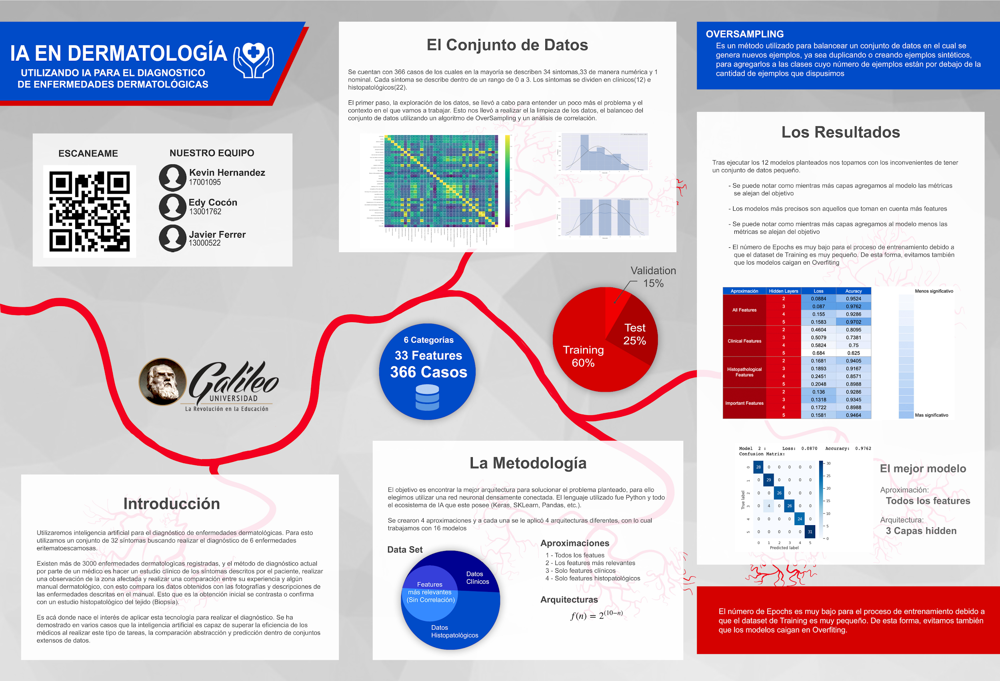 IA EN DERMATOLOGÍA
UTILIZANDO IA PARA EL DIAGNOSTICO
DE ENFERMEDADES DERMATOLÓGICAS
ESCANEAME
NUESTRO EQUIPO
Kevin Hernandez
17001095
Edy Cocón
13001762
Javier Ferrer
13000522
Galileo
UNIVERSIDAD
La Revolución en la Educación
Introducción
Utilizaremos inteligencia artificial para el diagnóstico de enfermedades dermatológicas. Para esto
utilizamos un conjunto de 32 síntomas buscando realizar el diagnóstico de 6 enfermedades
eritematoescamosas.
Existen más de 3000 enfermedades dermatologìcas registradas, y el método de diagnóstico actual
por parte de un médico es hacer un estudio clínico de los síntomas descritos por el paciente, realizar
una observación de la zona afectada y realizar una comparación entre su experiencia y algún
manual dermatológico, con esto compara los datos obtenidos con las fotografías y descripciones de
las enfermedades descritas en el manual. Esto que es la obtención inicial se contrasta o confirma
con un estudio histopatológico del tejido (Biopsia).
Es acá donde nace el interés de aplicar esta tecnología para realizar el diagnóstico. Se ha
demostrado en varios casos que la inteligencia artificial es capaz de superar la eficiencia de los
médicos al realizar este tipo de tareas, la comparación abstracción y predicción dentro de conjuntos
extensos de datos.
El Conjunto de Datos
Se cuentan con 366 casos de los cuales en la mayoría se describen 34 sintomas,33 de manera numérica y 1
nominal. Cada síntoma se describe dentro de un rango de 0 a 3. Los síntomas se dividen en clínicos(12) e
histopatológicos(22).
El primer paso, la exploración de los datos, se llevó a cabo para entender un poco más el problema y el
contexto en el que vamos a trabajar. Esto nos llevó a realizar el la limpieza de los datos, el balanceo del
conjunto de datos utilizando un algoritmo de OverSampling y un análisis de correlación.
6 Categorías
33 Features
366 Casos
Validation
15%
Test
25%
Training
60%
La Metodología
El objetivo es encontrar la mejor arquitectura para solucionar el problema planteado, para ello
elegimos utilizar una red neuronal densamente conectada. El lenguaje utilizado fue Python y todo
el ecosistema de IA que este posee (Keras, SKLearn, Pandas, etc.).
Se crearon 4 aproximaciones y a cada una se le aplicó 4 arquitecturas diferentes, con lo cual
trabajamos con 16 modelos
Data Set
Datos
Clínicos
Features
más relevantes
(Sin Correlación)
Datos
Histopatológicos
Aproximaciones
1 - Todos los featues
2 - Los features más relevantes
3 - Solo features clínicos
4 - Solo features histopatológicos
Arquitecturas
f(n) = 2^(10−n)
OVERSAMPLING
Es un método utilizado para balancear un conjunto de datos en el cual se
genera nuevos ejemplos, ya sea duplicando o creando ejemplos sintéticos,
para agregarlos a las clases cuyo número de ejemplos están por debajo de la
cantidad de ejemplos que dispusimos
Los Resultados
Tras ejecutar los 12 modelos planteados nos topamos con los inconvenientes de tener
un conjunto de datos pequeño.
- Se puede notar como mientras más capas agregamos al modelo las métricas
se alejan del objetivo
- Los modelos más precisos son aquellos que toman en cuenta más features
- Se puede notar como mientras más capas agregamos al modelo menos las
métricas se alejan del objetivo
- El número de Epochs es muy bajo para el proceso de entrenamiento debido a
que el dataset de Training es muy pequeño. De esta forma, evitamos también
que los modelos caigan en Overfiting
Aproximación Hidden Layers Loss Acuracy
All Features
2 0.0884 0.9524
3 0.087 0.9762
4 0.155 0.9286
5 0.1583 0.9702
Clinical Features
2 0.4604 0.8095
3 0.5079 0.7381
4 0.5824 0.75
5 0.684 0.625
Histopathological
Features
2 0.1681 0.9405
3 0.1893 0.9167
4 0.2451 0.8571
5 0.2048 0.8988
Important Features
2 0.136 0.9286
3 0.1318 0.9345
4 0.1722 0.8988
5 0.1581 0.9464
Menos significativo
Mas significativo
Model 2 : Loss: 0.0870 Accuracy: 0.9762
Confusion Matrix:
True label
0 28 0 0 0 0 0
1 0 29 0 0 0 0
2 0 0 26 0 0 0
3 0 4 0 26 0 0
4 0 0 0 0 24 0
5 0 0 0 0 0 31
0 1 2 3 4 5
Predicted label
30
25
20
15
10
5
0
El mejor modelo
Aproximación:
Todos los features
Arquitectura:
3 Capas hidden
El número de Epochs es muy bajo para el proceso de entrenamiento debido a
que el dataset de Training es muy pequeño. De esta forma, evitamos también
que los modelos caigan en Overfiting.